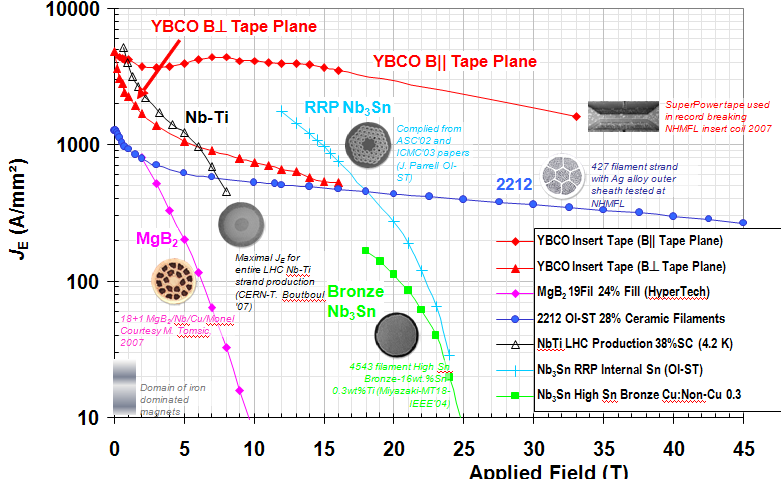 10000
1000
100
10
J_E (A/mm²)
YBCO B⊥ Tape Plane
YBCO B|| Tape Plane
Nb-Ti
RRP Nb₃Sn
Complied from
ASC'02 and
ICMC'03 papers
(J. Parrell OI-
ST)
SuperPower tape used
in record breaking
NHMFL insert coil 2007
2212
427 filament strand
with Ag alloy outer
sheath tested at
NHMFL
MgB₂
Maximal J_E for
entire LHC Nb-Ti
strand production
(CERN-T. Boutboul
'07)
18+1 MgB₂/Nb/Cu/Monel
Courtesy M. Tomsic,
2007
Bronze
Nb₃Sn
4543 filament High Sn
Bronze-16wt.%Sn-
0.3wt%Ti (Miyazaki-MT18-
IEEE'04)
Domain of iron
dominated
magnets
YBCO Insert Tape (B|| Tape Plane)
YBCO Insert Tape (B⊥ Tape Plane)
MgB₂ 19Fil 24% Fill (HyperTech)
2212 OI-ST 28% Ceramic Filaments
NbTi LHC Production 38%SC (4.2 K)
Nb₃Sn RRP Internal Sn (OI-ST)
Nb₃Sn High Sn Bronze Cu:Non-Cu 0.3
0 5 10 15 20 25 30 35 40 45
Applied Field (T)